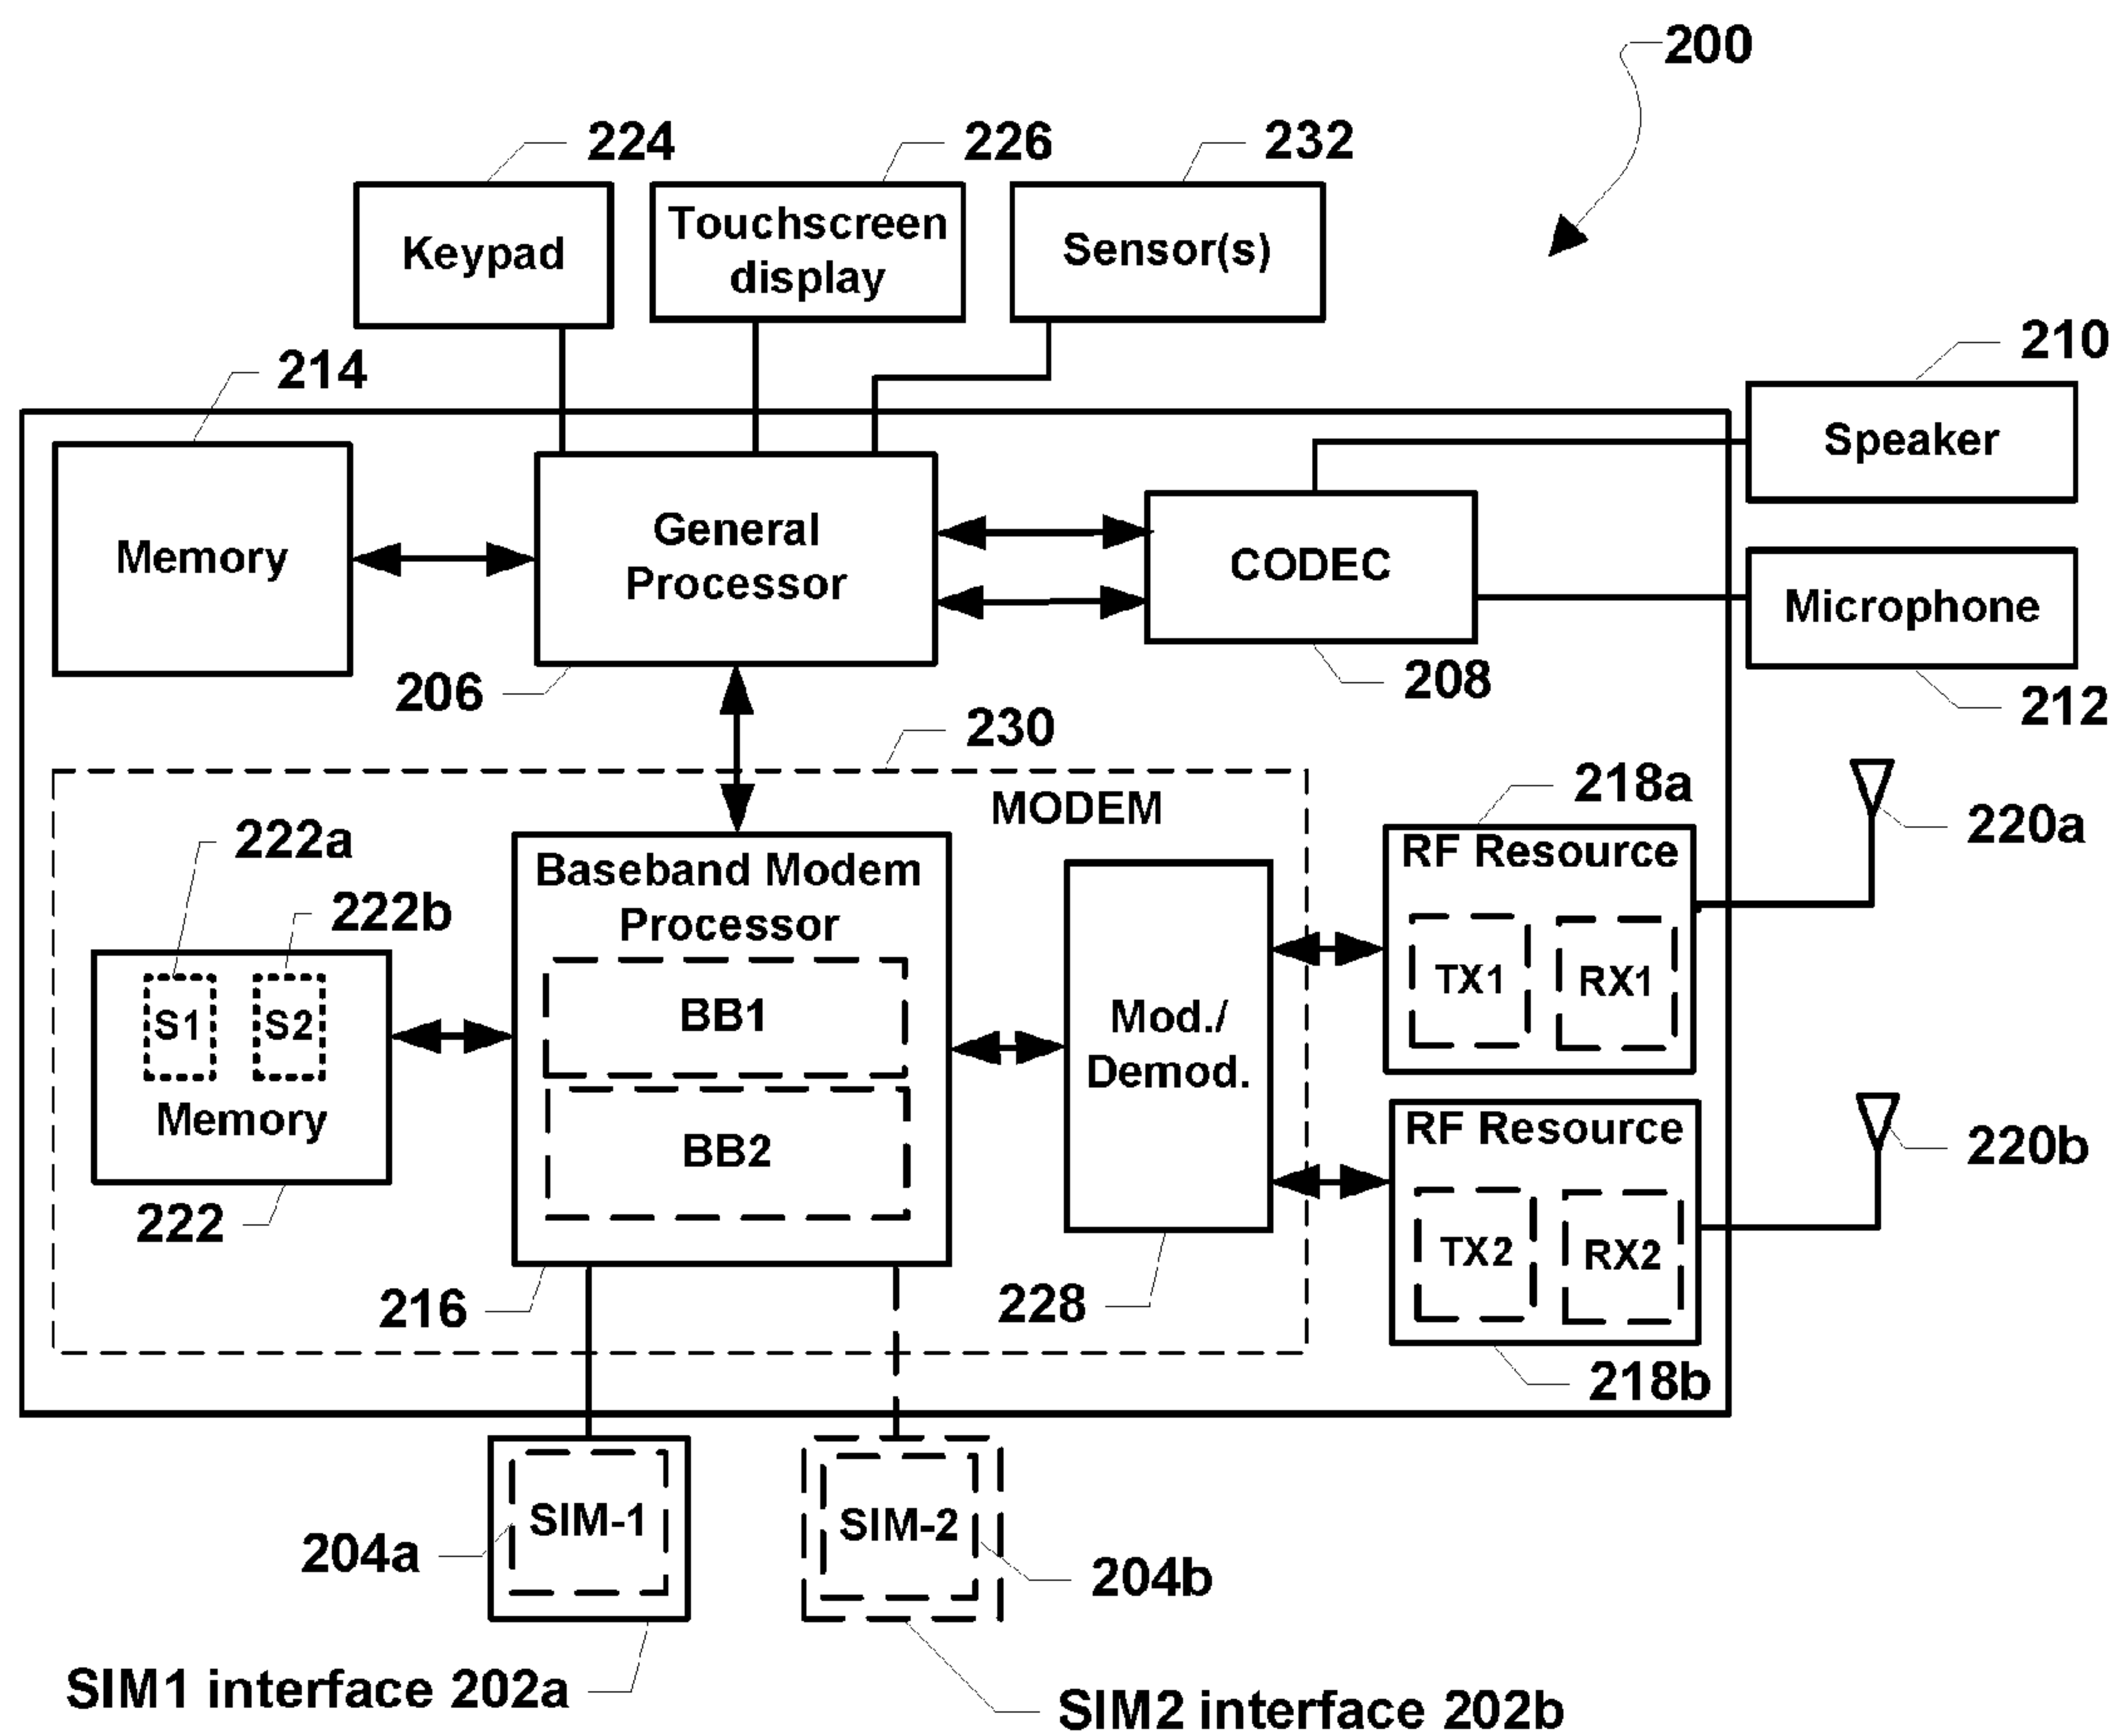 200
224
226
232
Keypad
Touchscreen
display
Sensor(s)
214
210
Speaker
Memory
General
Processor
CODEC
Microphone
206
208
212
230
MODEM
218a
220a
222a
222b
Baseband Modem
Processor
RF Resource
TX1
RX1
S1
S2
Memory
BB1
BB2
Mod./
Demod.
RF Resource
TX2
RX2
220b
222
216
228
218b
SIM-1
SIM-2
204a
204b
SIM1 interface 202a
SIM2 interface 202b